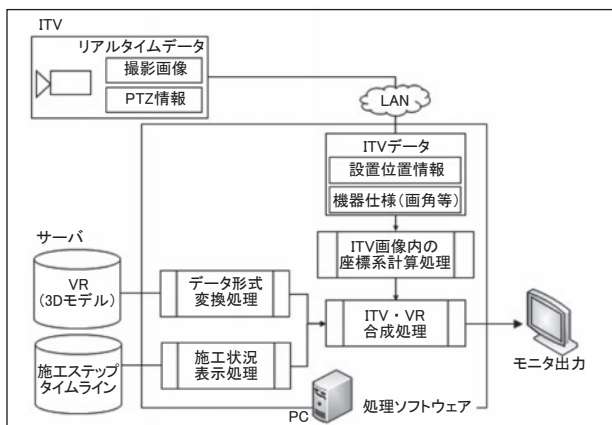 ITV
リアルタイムデータ
撮影画像
PTZ情報
LAN
ITVデータ
設置位置情報
機器仕様(画角等)
ITV画像内の
座標系計算処理
サーバ
VR
(3Dモデル)
データ形式
変換処理
ITV・VR
合成処理
モニタ出力
施工ステップ
タイムライン
施工状況
表示処理
PC
処理ソフトウェア